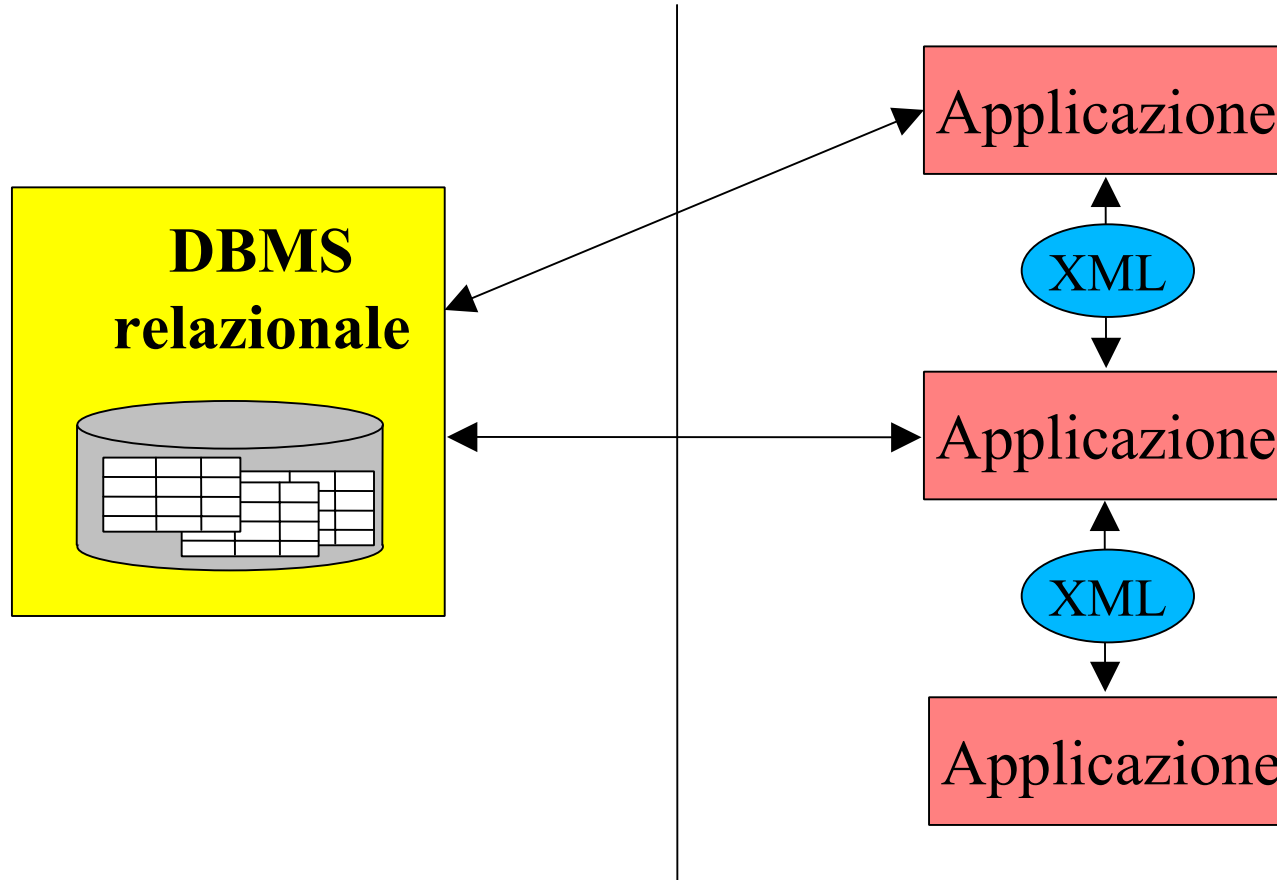 Applicazione
DBMS
relazionale
XML
Applicazione
XML
Applicazione